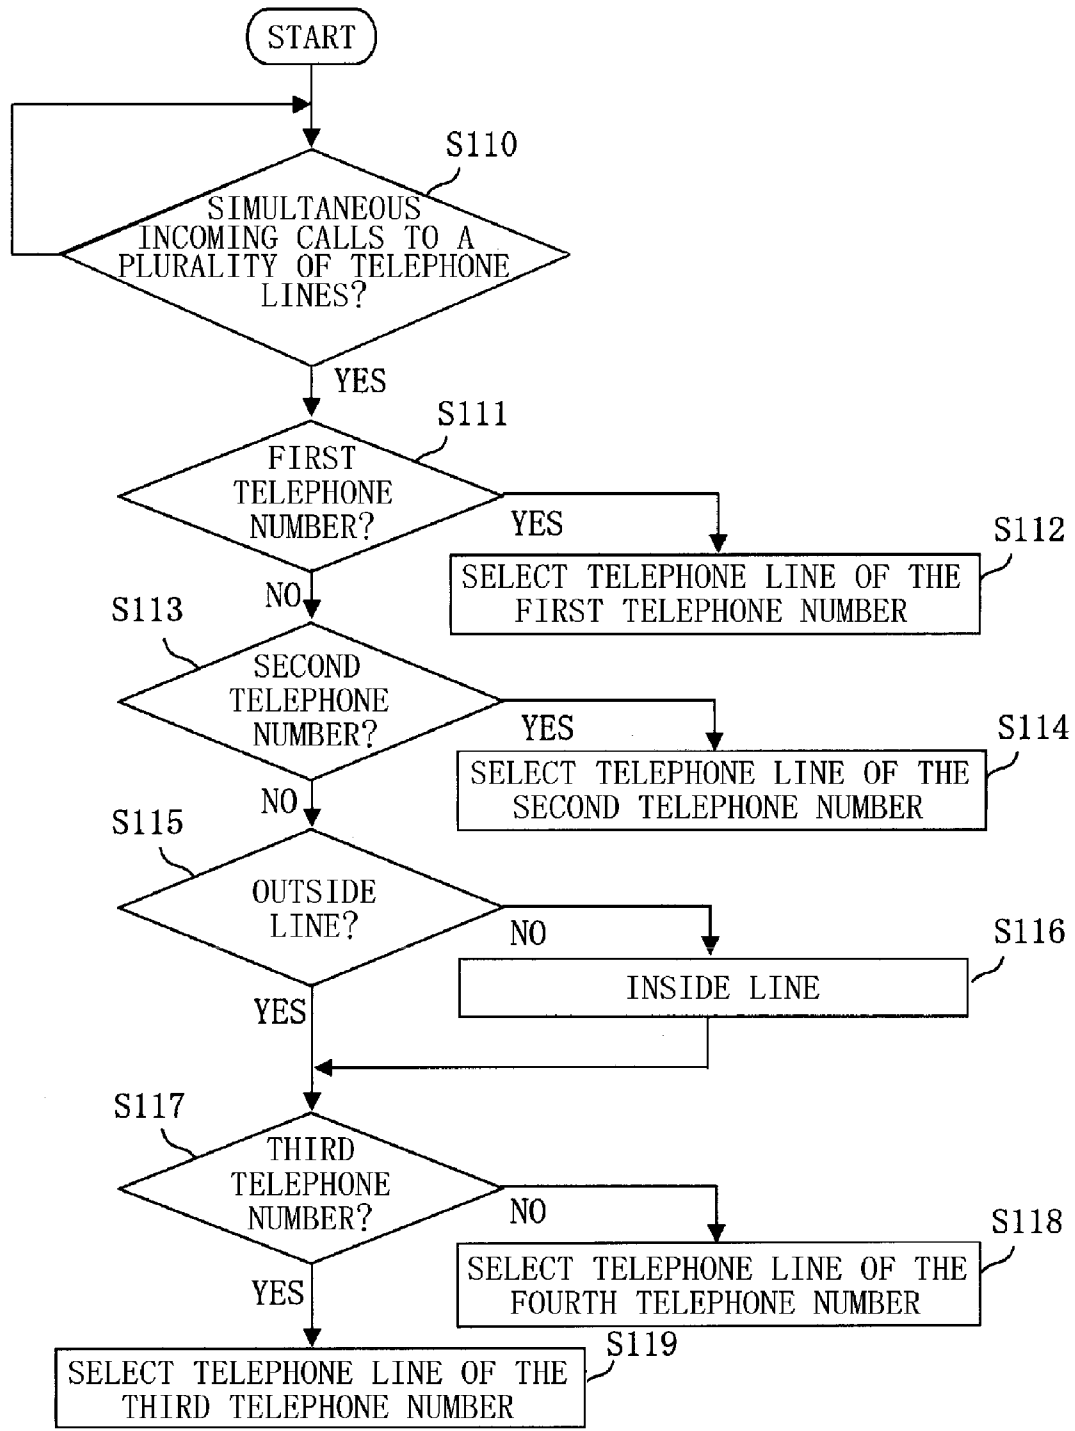 START
S110
SIMULTANEOUS
INCOMING CALLS TO A
PLURALITY OF TELEPHONE
LINES?
YES
S111
FIRST
TELEPHONE
NUMBER?
YES
S112
SELECT TELEPHONE LINE OF THE
FIRST TELEPHONE NUMBER
NO
S113
SECOND
TELEPHONE
NUMBER?
YES
S114
SELECT TELEPHONE LINE OF THE
SECOND TELEPHONE NUMBER
NO
S115
OUTSIDE
LINE?
NO
S116
INSIDE LINE
YES
S117
THIRD
TELEPHONE
NUMBER?
NO
S118
SELECT TELEPHONE LINE OF THE
FOURTH TELEPHONE NUMBER
YES
S119
SELECT TELEPHONE LINE OF THE
THIRD TELEPHONE NUMBER